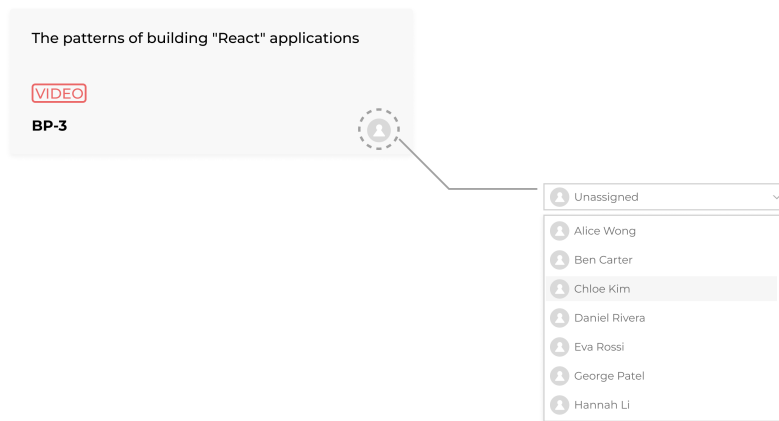 The patterns of building "React" applications
VIDEO
BP-3
Unassigned
Alice Wong
Ben Carter
Chloe Kim
Daniel Rivera
Eva Rossi
George Patel
Hannah Li